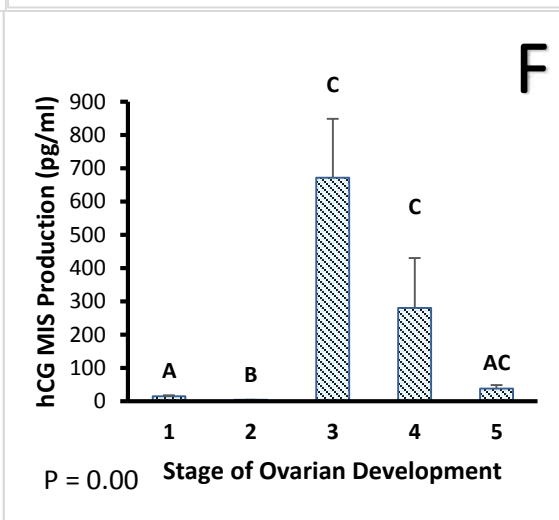 F
hCG MIS Production (pg/ml)
900
800
700
600
500
400
300
200
100
0
A
B
C
C
AC
1 2 3 4 5
Stage of Ovarian Development
P = 0.00